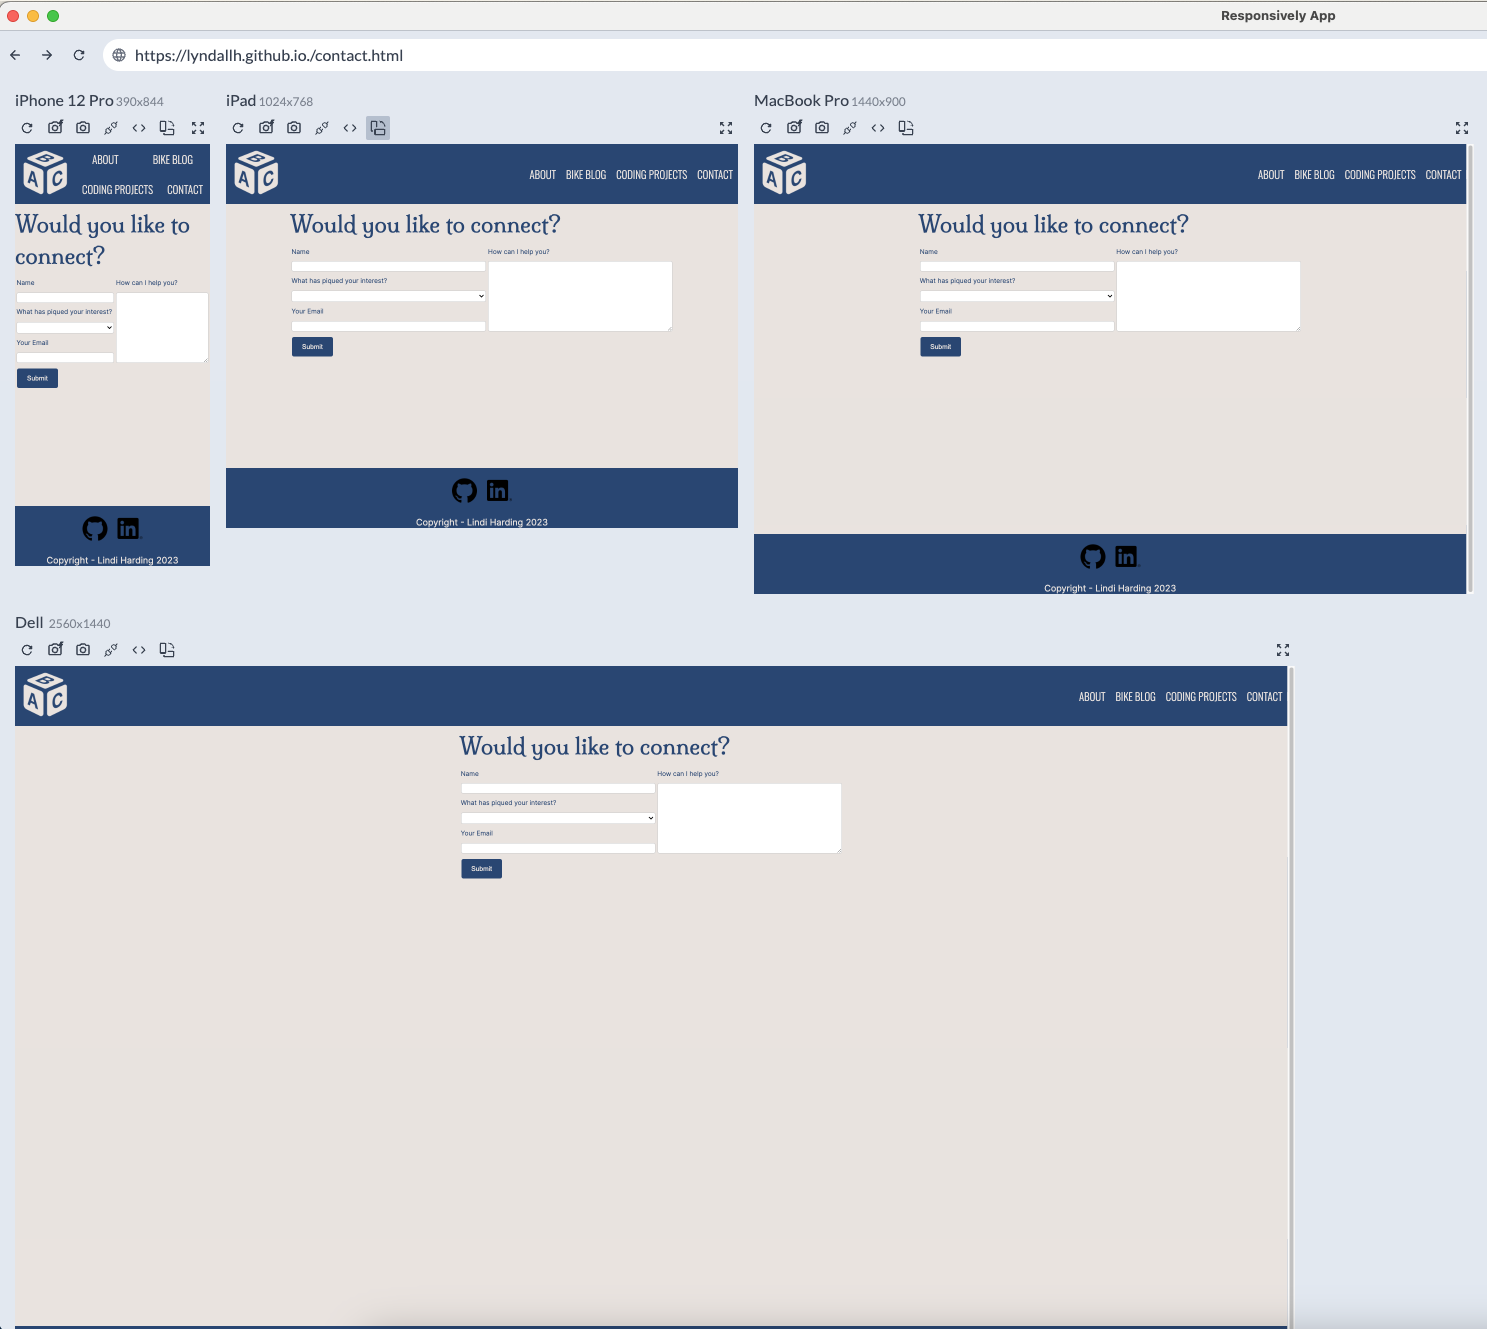 Responsively App
https://lyndallh.github.io./contact.html
iPhone 12 Pro 390x844
B
A C
ABOUT BIKE BLOG
CODING PROJECTS CONTACT
Would you like to
connect?
Name How can I help you?
What has piqued your interest?
Your Email
Submit
in
Copyright - Lindi Harding 2023
iPad 1024x768
B
A C
ABOUT BIKE BLOG CODING PROJECTS CONTACT
Would you like to connect?
Name How can I help you?
What has piqued your interest?
Your Email
Submit
in
Copyright - Lindi Harding 2023
MacBook Pro 1440x900
B
A C
ABOUT BIKE BLOG CODING PROJECTS CONTACT
Would you like to connect?
Name How can I help you?
What has piqued your interest?
Your Email
Submit
in
Copyright - Lindi Harding 2023
Dell 2560x1440
B
A C
ABOUT BIKE BLOG CODING PROJECTS CONTACT
Would you like to connect?
Name How can I help you?
What has piqued your interest?
Your Email
Submit